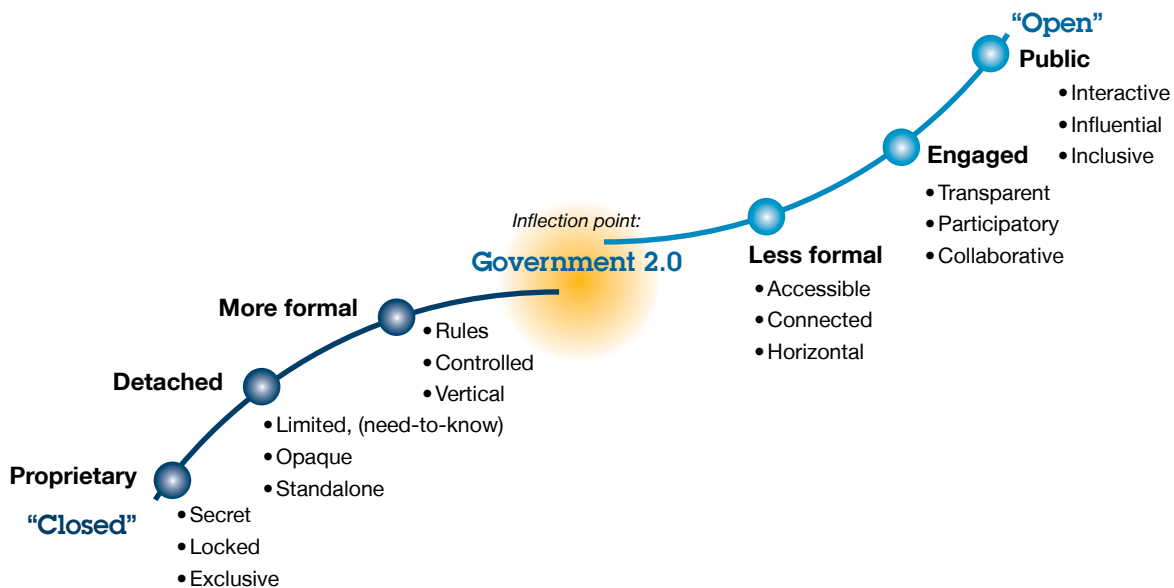 “Open”
Public
• Interactive
• Influential
• Inclusive
Engaged
• Transparent
• Participatory
• Collaborative
Inflection point:
Government 2.0
Less formal
• Accessible
• Connected
• Horizontal
More formal
• Rules
• Controlled
• Vertical
Detached
• Limited, (need-to-know)
• Opaque
• Standalone
Proprietary
“Closed”
• Secret
• Locked
• Exclusive